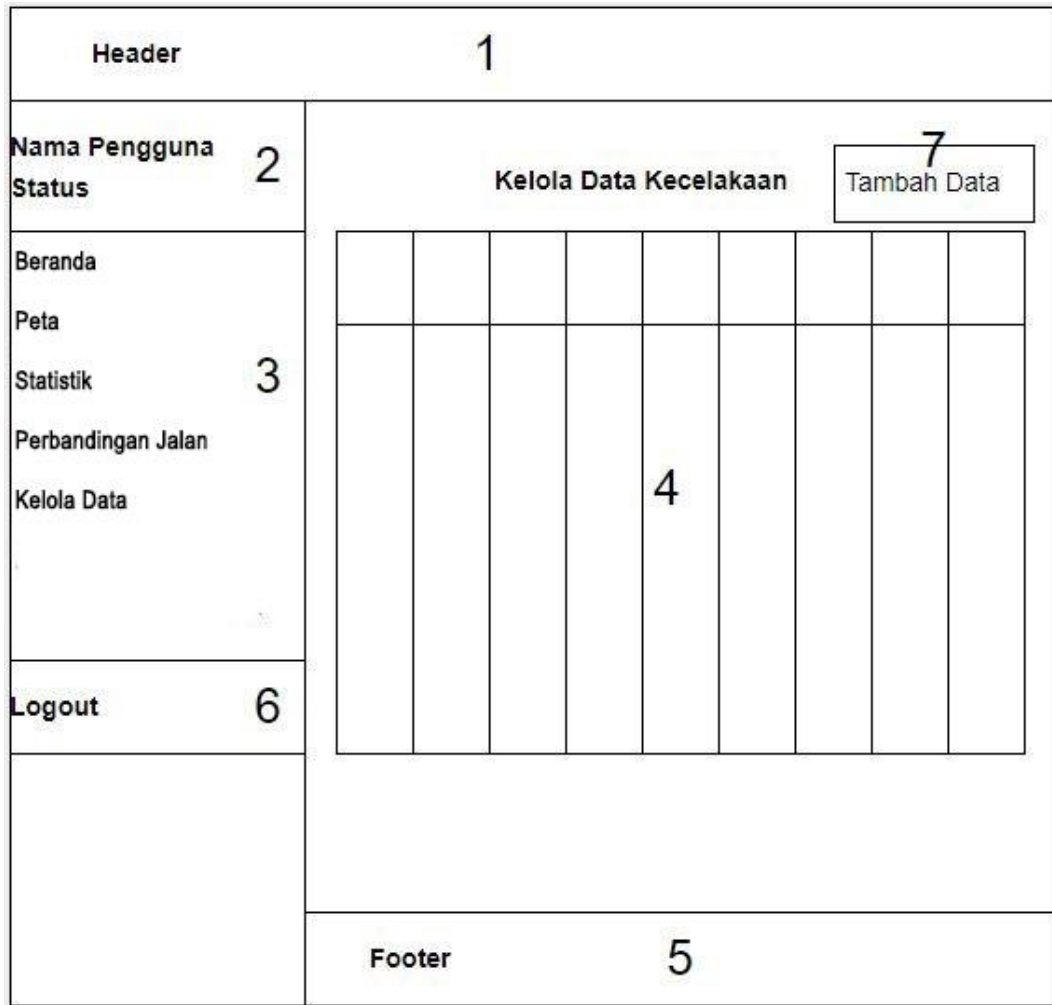 Header 1
Nama Pengguna
Status 2
7
Kelola Data Kecelakaan Tambah Data
Beranda
Peta
Statistik 3
Perbandingan Jalan
Kelola Data
4
Logout 6
Footer 5